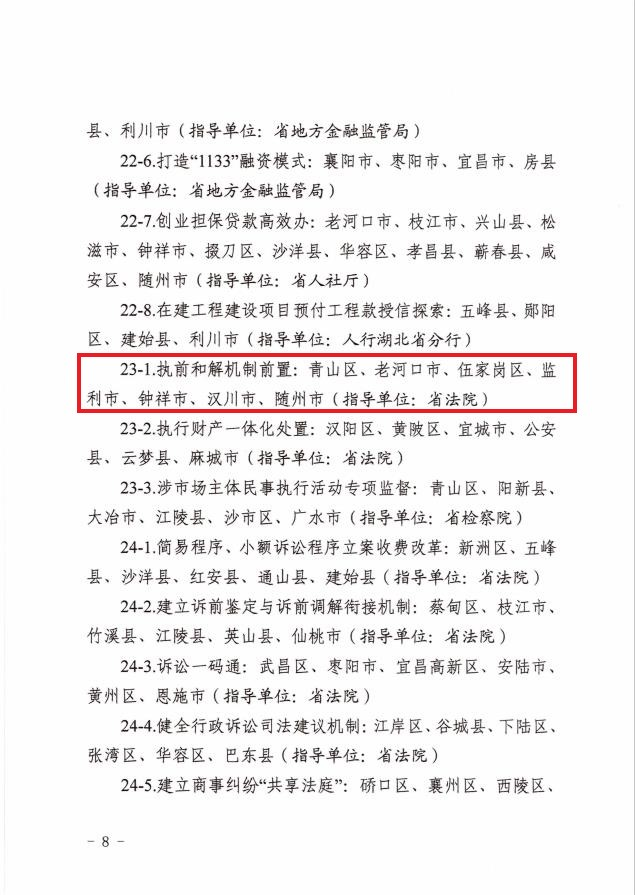 县、利川市（指导单位：省地方金融监管局）
22-6.打造“1133”融资模式：襄阳市、枣阳市、宜昌市、房县
（指导单位：省地方金融监管局）
22-7.创业担保贷款高效办：老河口市、枝江市、兴山县、松
滋市、钟祥市、掇刀区、沙洋县、华容区、孝昌县、蕲春县、咸
安区、随州市（指导单位：省人社厅）
22-8.在建工程建设项目预付工程款授信探索：五峰县、郧阳
区、建始县、利川市（指导单位：人行湖北省分行）
23-1.执前和解机制前置：青山区、老河口市、伍家岗区、监
利市、钟祥市、汉川市、随州市（指导单位：省法院）
23-2.执行财产一体化处置：汉阳区、黄陂区、宜城市、公安
县、云梦县、麻城市（指导单位：省法院）
23-3.涉市场主体民事执行活动专项监督：青山区、阳新县、
大冶市、江陵县、沙市区、广水市（指导单位：省检察院）
24-1.简易程序、小额诉讼程序立案收费改革：新洲区、五峰
县、沙洋县、红安县、通山县、建始县（指导单位：省法院）
24-2.建立诉前鉴定与诉前调解衔接机制：蔡甸区、枝江市、
竹溪县、江陵县、英山县、仙桃市（指导单位：省法院）
24-3.诉讼一码通：武昌区、枣阳市、宜昌高新区、安陆市、
黄州区、恩施市（指导单位：省法院）
24-4.健全行政诉讼司法建议机制：江岸区、谷城县、下陆区、
张湾区、华容区、巴东县（指导单位：省法院）
24-5.建立商事纠纷“共享法庭”：硚口区、襄州区、西陵区、
- 8 -